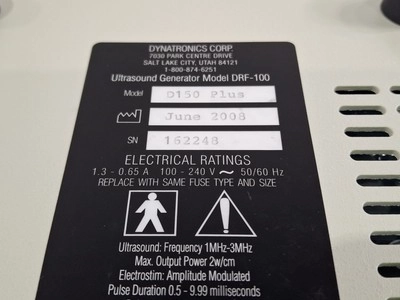 DYNATRONICS CORP.
7030 PARK CENTRE DRIVE
SALT LAKE CITY, UTAH 84121
1-800-874-6251
Ultrasound Generator Model DRF-100
Model D150 Plus
June 2008
SN 162248
ELECTRICAL RATINGS
1.3 - 0.65 A 100 - 240 V ~ 50/60 Hz
REPLACE WITH SAME FUSE TYPE AND SIZE
Ultrasound: Frequency 1MHz-3MHz
Max. Output Power 2w/cm
Electrostim: Amplitude Modulated
Pulse Duration 0.5 - 9.99 milliseconds